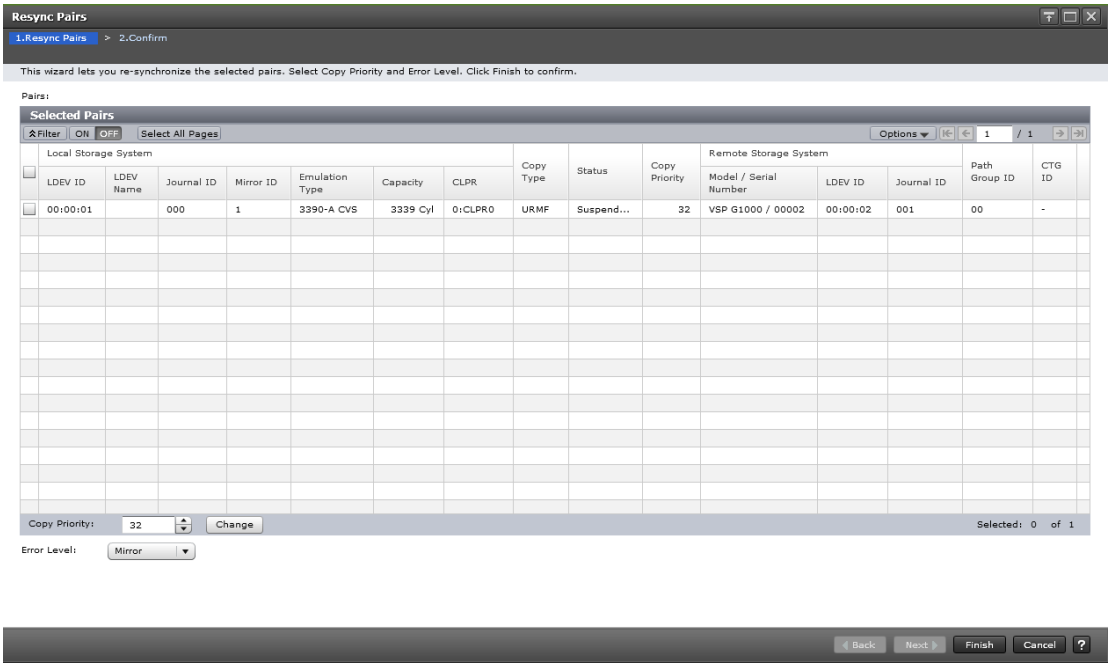 Resync Pairs
1.Resync Pairs > 2.Confirm
This wizard lets you re-synchronize the selected pairs. Select Copy Priority and Error Level. Click Finish to confirm.
Pairs:
Selected Pairs
Filter ON OFF Select All Pages Options 1 / 1
Local Storage System Copy Type Status Copy Priority Remote Storage System Path Group ID CTG ID
LDEV ID LDEV Name Journal ID Mirror ID Emulation Type Capacity CLPR Model / Serial Number LDEV ID Journal ID
00:00:01 000 1 3390-A CVS 3339 Cyl 0:CLPR0 URMF Suspend... 32 VSP G1000 / 00002 00:00:02 001 00 -
Copy Priority: 32 Change Selected: 0 of 1
Error Level: Mirror
Back Next Finish Cancel ?